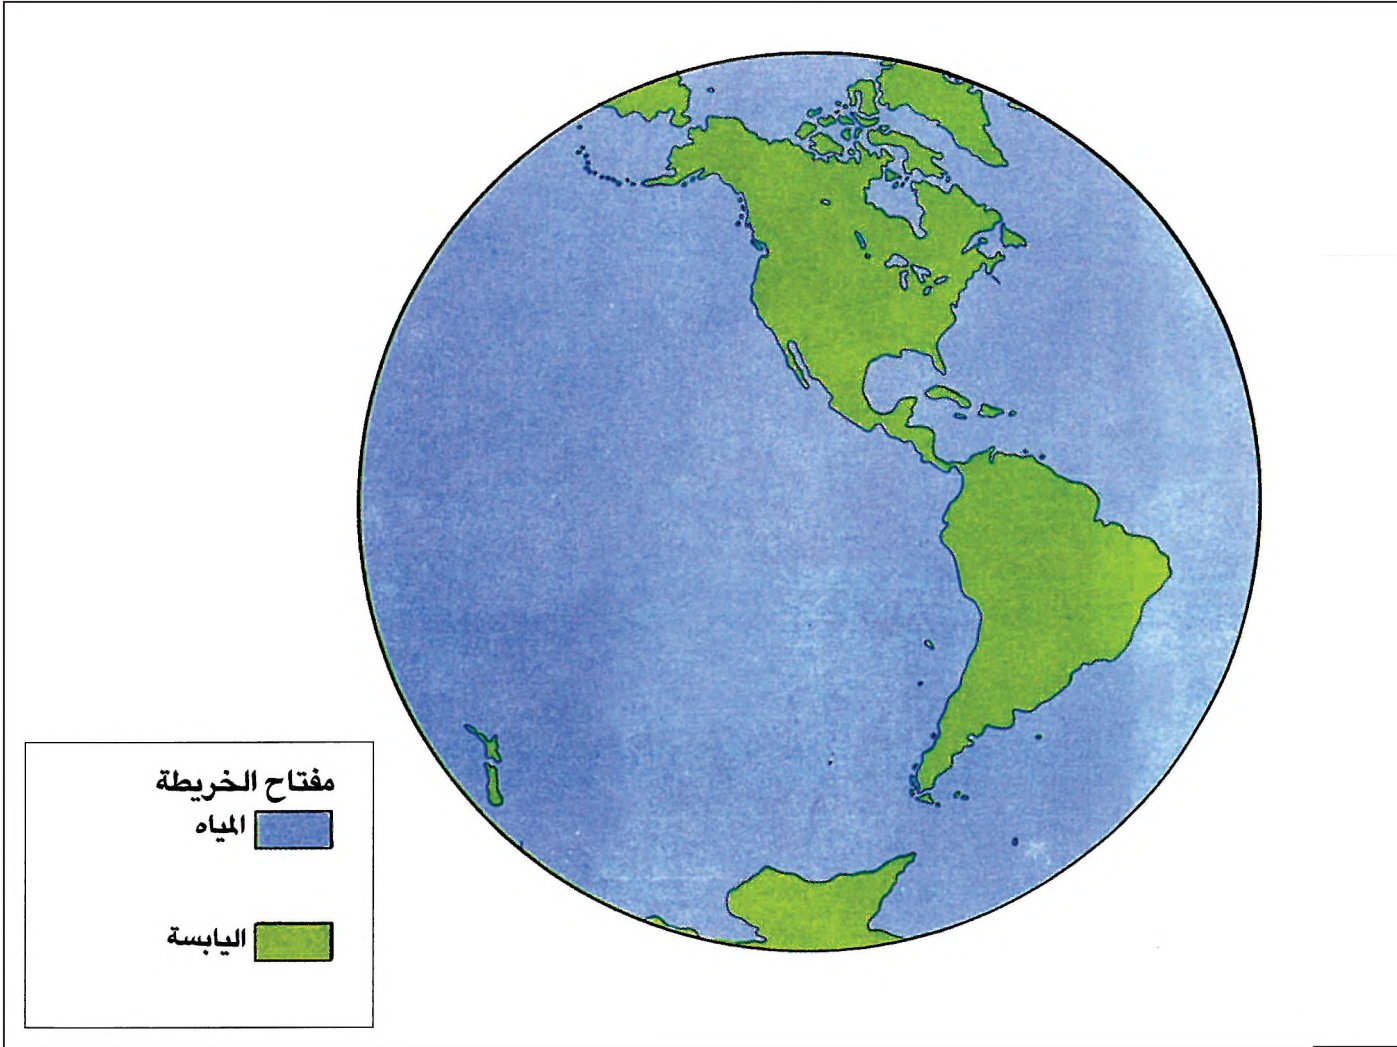 مفتاح الخريطة
المياه
اليابسة